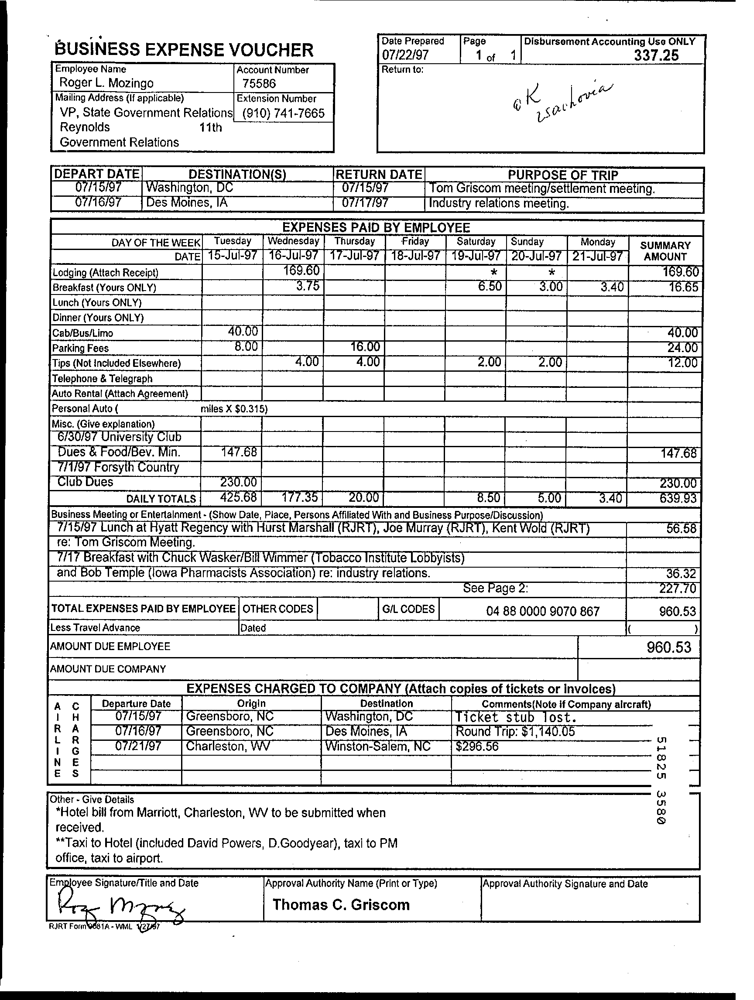 BUSINESS EXPENSE VOUCHER
Date Prepared Page Disbursement Accounting Use ONLY
07/22/97 1 of 1 337.25
Employee Name Account Number Return to:
Roger L. Mozingo 75586
Mailing Address (If applicable) Extension Number
VP, State Government Relations (910) 741-7665
Reynolds 11th
Government Relations
OK
DEPART DATE DESTINATION(S) RETURN DATE PURPOSE OF TRIP
07/15/97 Washington, DC 07/15/97 Tom Griscom meeting/settlement meeting.
07/16/97 Des Moines, IA 07/17/97 Industry relations meeting.
EXPENSES PAID BY EMPLOYEE
DAY OF THE WEEK Tuesday Wednesday Thursday Friday Saturday Sunday Monday SUMMARY
DATE 15-Jul-97 16-Jul-97 17-Jul-97 18-Jul-97 19-Jul-97 20-Jul-97 21-Jul-97 AMOUNT
Lodging (Attach Receipt) 169.60 * * 169.60
Breakfast (Yours ONLY) 3.75 6.50 3.00 3.40 16.65
Lunch (Yours ONLY)
Dinner (Yours ONLY)
Cab/Bus/Limo 40.00 40.00
Parking Fees 8.00 16.00 24.00
Tips (Not Included Elsewhere) 4.00 4.00 2.00 2.00 12.00
Telephone & Telegraph
Auto Rental (Attach Agreement)
Personal Auto ( miles X $0.315)
Misc. (Give explanation)
6/30/97 University Club
Dues & Food/Bev. Min. 147.68 147.68
7/1/97 Forsyth Country
Club Dues 230.00 230.00
DAILY TOTALS 425.68 177.35 20.00 8.50 5.00 3.40 639.93
Business Meeting or Entertainment - (Show Date, Place, Persons Affiliated With and Business Purpose/Discussion)
7/15/97 Lunch at Hyatt Regency with Hurst Marshall (RJRT), Joe Murray (RJRT), Kent Wold (RJRT) 56.58
re: Tom Griscom Meeting.
7/17 Breakfast with Chuck Wasker/Bill Wimmer (Tobacco Institute Lobbyists)
and Bob Temple (Iowa Pharmacists Association) re: industry relations. 36.32
See Page 2: 227.70
TOTAL EXPENSES PAID BY EMPLOYEE OTHER CODES G/L CODES 04 88 0000 9070 867 960.53
Less Travel Advance Dated ( )
AMOUNT DUE EMPLOYEE 960.53
AMOUNT DUE COMPANY
EXPENSES CHARGED TO COMPANY (Attach copies of tickets or Invoices)
AIRLINE CHARGES Departure Date Origin Destination Comments(Note if Company aircraft)
07/15/97 Greensboro, NC Washington, DC Ticket stub lost.
07/16/97 Greensboro, NC Des Moines, IA Round Trip: $1,140.05
07/21/97 Charleston, WV Winston-Salem, NC $296.56
51825 3580
Other - Give Details
*Hotel bill from Marriott, Charleston, WV to be submitted when
received.
**Taxi to Hotel (included David Powers, D.Goodyear), taxi to PM
office, taxi to airport.
Employee Signature/Title and Date Approval Authority Name (Print or Type) Approval Authority Signature and Date
Thomas C. Griscom